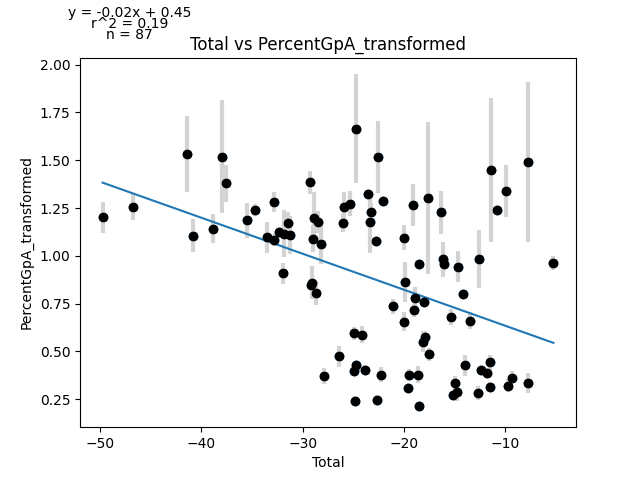 y = -0.02x + 0.45
r^2 = 0.19
n = 87
Total vs PercentGpA_transformed
2.00
1.75
1.50
1.25
1.00
0.75
0.50
0.25
PercentGpA_transformed
−50
−40
−30
−20
−10
Total